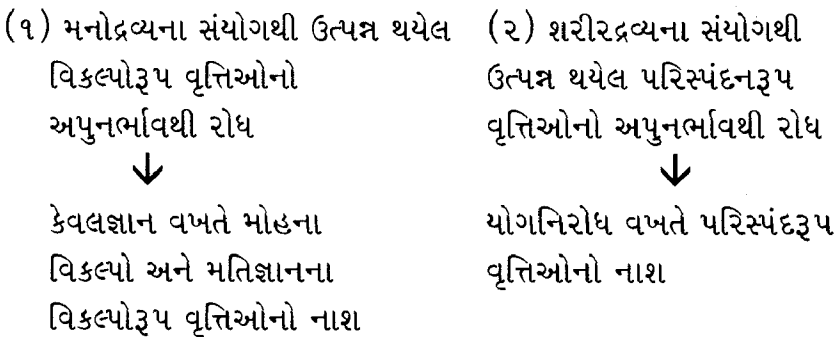 (૧) મનોદ્રવ્યના સંયોગથી ઉત્પન્ન થયેલ
વિકલ્પોરૂપ વૃત્તિઓનો
અપુનર્ભાવથી રોધ
↓
કેવલજ્ઞાન વખતે મોહના
વિકલ્પો અને મતિજ્ઞાનના
વિકલ્પોરૂપ વૃત્તિઓનો નાશ
(૨) શરીરદ્રવ્યના સંયોગથી
ઉત્પન્ન થયેલ પરિસ્પંદનરૂપ
વૃત્તિઓનો અપુનર્ભાવથી રોધ
↓
યોગનિરોધ વખતે પરિસ્પંદરૂપ
વૃત્તિઓનો નાશ